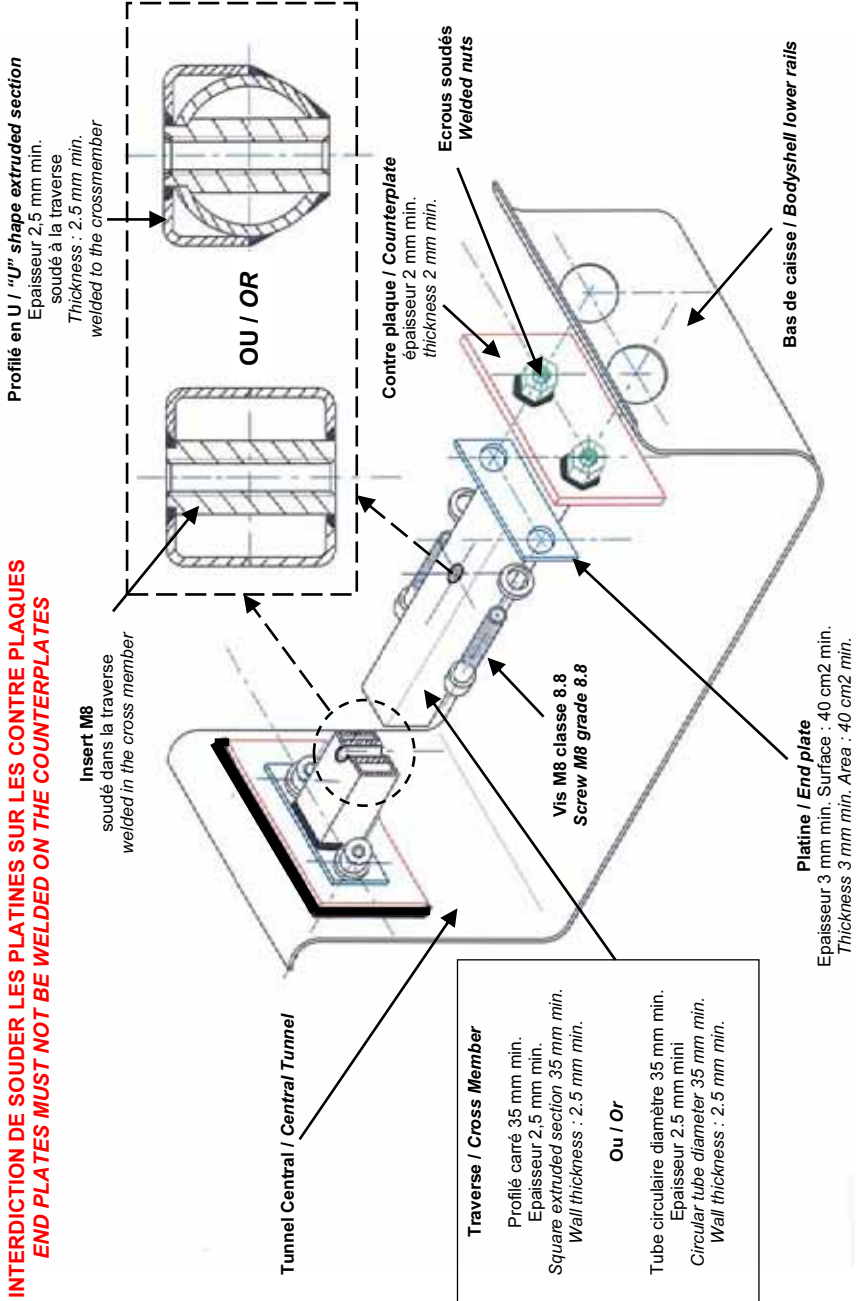 INTERDICTION DE SOUDER LES PLATINES SUR LES CONTRE PLAQUES
END PLATES MUST NOT BE WELDED ON THE COUNTERPLATES
Profilé en U / "U" shape extruded section
Epaisseur 2,5 mm min.
soudé à la traverse
Thickness : 2.5 mm min.
welded to the crossmember
Insert M8
soudé dans la traverse
welded in the cross member
OU / OR
Contre plaque / Counterplate
épaisseur 2 mm min.
thickness 2 mm min.
Ecrous soudés
Welded nuts
Tunnel Central / Central Tunnel
Vis M8 classe 8.8
Screw M8 grade 8.8
Bas de caisse / Bodyshell lower rails
Traverse / Cross Member
Profilé carré 35 mm min.
Epaisseur 2,5 mm min.
Square extruded section 35 mm min.
Wall thickness : 2.5 mm min.
Ou / Or
Tube circulaire diamètre 35 mm min.
Epaisseur 2.5 mm mini
Circular tube diameter 35 mm min.
Wall thickness : 2.5 mm min.
Platine / End plate
Epaisseur 3 mm min. Surface : 40 cm2 min.
Thickness 3 mm min. Area : 40 cm2 min.